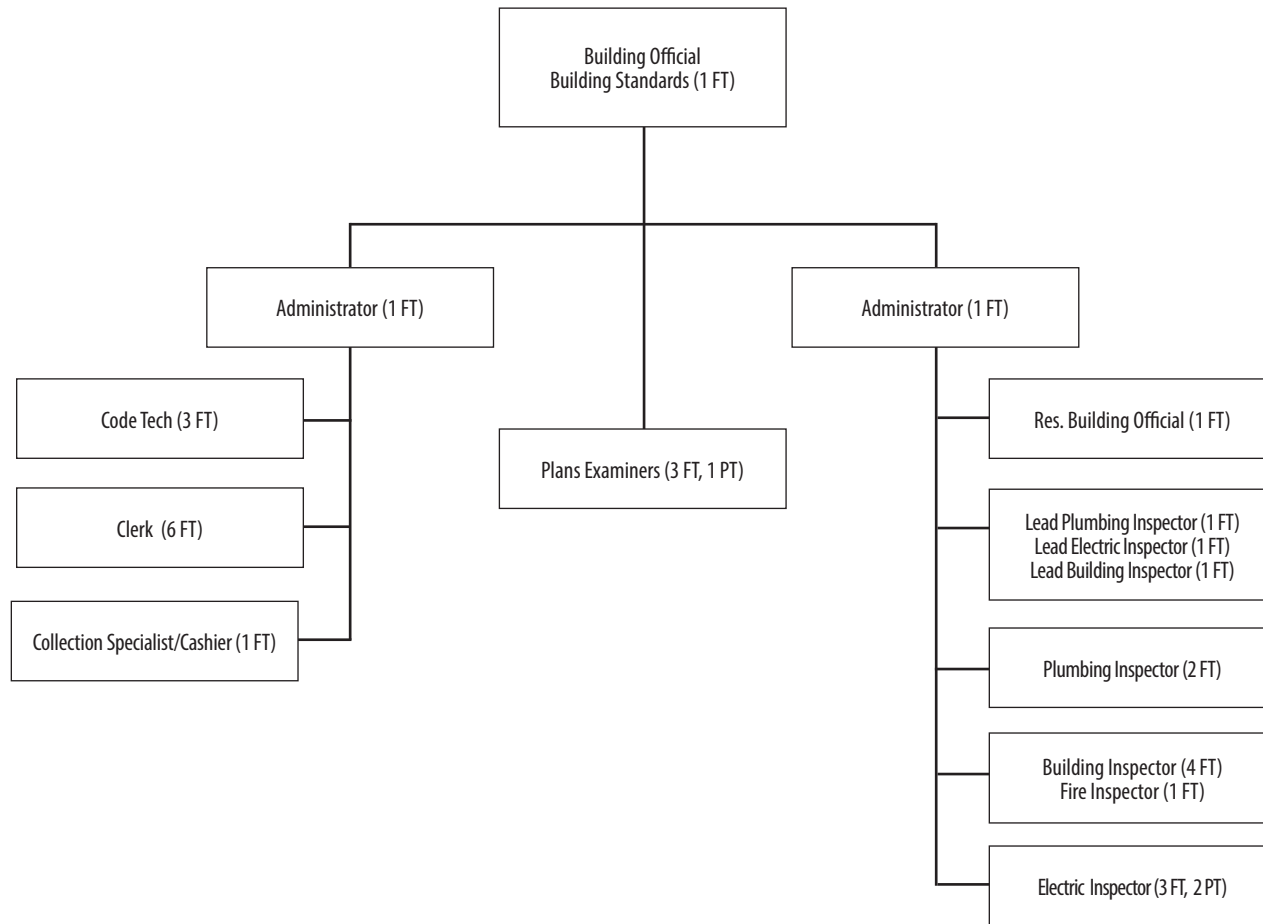 Building Official
Building Standards (1 FT)
Administrator (1 FT)
Administrator (1 FT)
Code Tech (3 FT)
Clerk (6 FT)
Collection Specialist/Cashier (1 FT)
Plans Examiners (3 FT, 1 PT)
Res. Building Official (1 FT)
Lead Plumbing Inspector (1 FT)
Lead Electric Inspector (1 FT)
Lead Building Inspector (1 FT)
Plumbing Inspector (2 FT)
Building Inspector (4 FT)
Fire Inspector (1 FT)
Electric Inspector (3 FT, 2 PT)